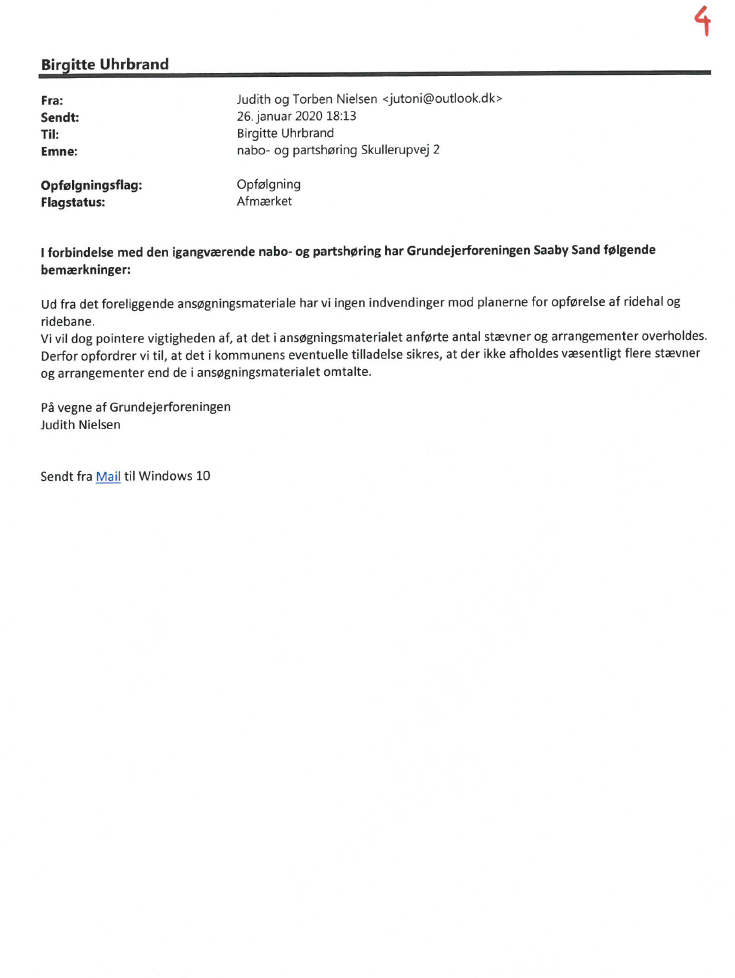 4
Birgitte Uhrbrand
Fra: Judith og Torben Nielsen <jutoni@outlook.dk>
Sendt: 26. januar 2020 18:13
Til: Birgitte Uhrbrand
Emne: nabo- og partshøring Skullerupvej 2
Opfølgningsflag: Opfølgning
Flagstatus: Afmærket
I forbindelse med den igangværende nabo- og partshøring har Grundejerforeningen Saaby Sand følgende
bemærkninger:
Ud fra det foreliggende ansøgningsmateriale har vi ingen indvendinger mod planerne for opførelse af ridehal og
ridebane.
Vi vil dog pointere vigtigheden af, at det i ansøgningsmaterialet anførte antal stævner og arrangementer overholdes.
Derfor opfordrer vi til, at det i kommunens eventuelle tilladelse sikres, at der ikke afholdes væsentligt flere stævner
og arrangementer end de i ansøgningsmaterialet omtalte.
På vegne af Grundejerforeningen
Judith Nielsen
Sendt fra Mail til Windows 10